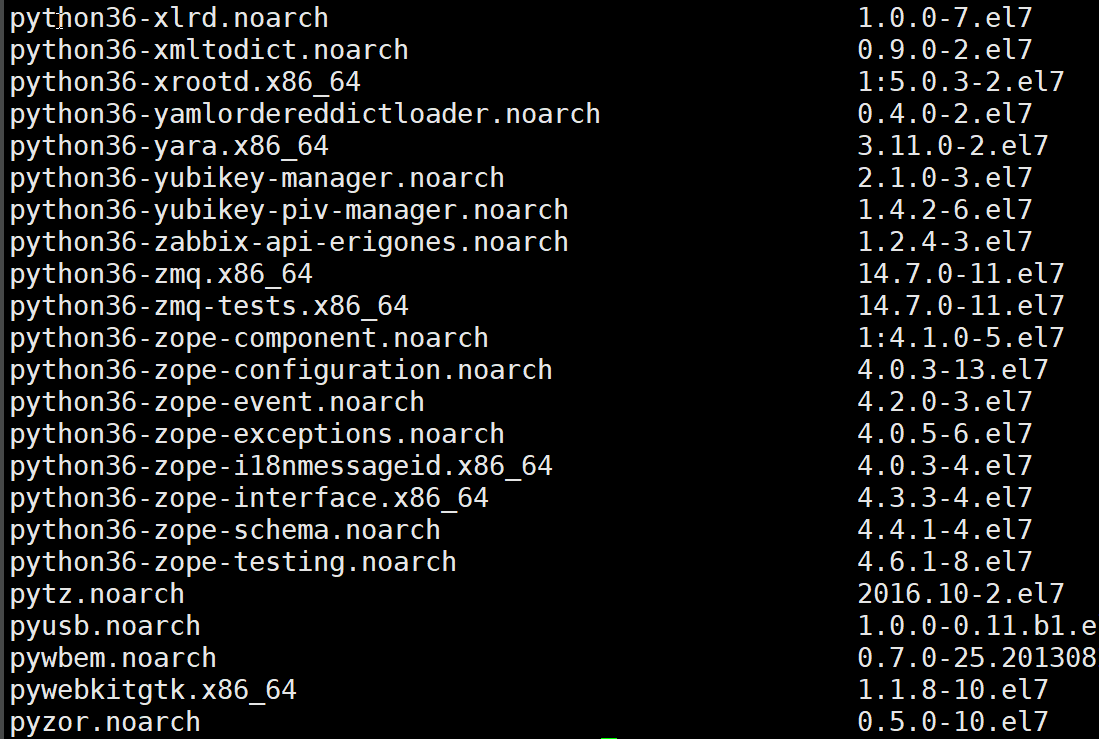 python36-xlrd.noarch 1.0.0-7.el7
python36-xmltodict.noarch 0.9.0-2.el7
python36-xrootd.x86_64 1:5.0.3-2.el7
python36-yamlordereddictloader.noarch 0.4.0-2.el7
python36-yara.x86_64 3.11.0-2.el7
python36-yubikey-manager.noarch 2.1.0-3.el7
python36-yubikey-piv-manager.noarch 1.4.2-6.el7
python36-zabbix-api-erigones.noarch 1.2.4-3.el7
python36-zmq.x86_64 14.7.0-11.el7
python36-zmq-tests.x86_64 14.7.0-11.el7
python36-zope-component.noarch 1:4.1.0-5.el7
python36-zope-configuration.noarch 4.0.3-13.el7
python36-zope-event.noarch 4.2.0-3.el7
python36-zope-exceptions.noarch 4.0.5-6.el7
python36-zope-i18nmessageid.x86_64 4.0.3-4.el7
python36-zope-interface.x86_64 4.3.3-4.el7
python36-zope-schema.noarch 4.4.1-4.el7
python36-zope-testing.noarch 4.6.1-8.el7
pytz.noarch 2016.10-2.el7
pyusb.noarch 1.0.0-0.11.b1.e
pywbem.noarch 0.7.0-25.201308
pywebkitgtk.x86_64 1.1.8-10.el7
pyzor.noarch 0.5.0-10.el7